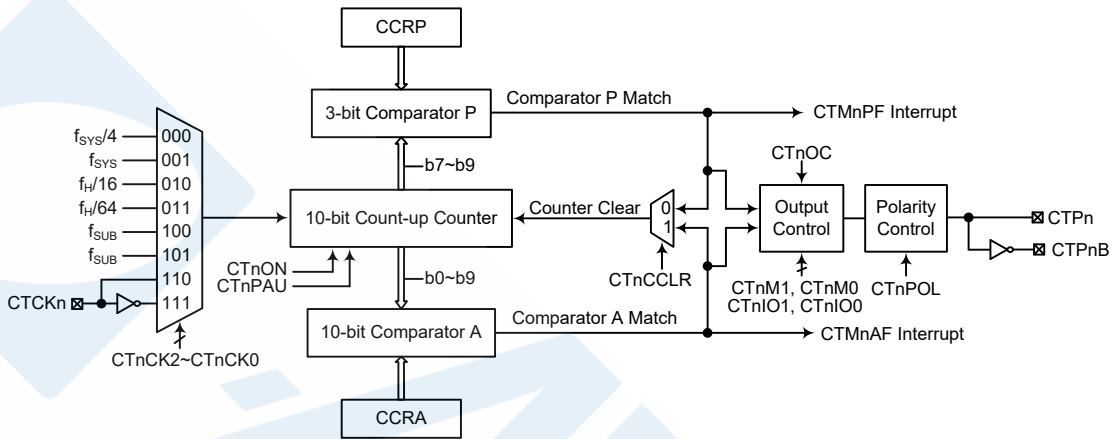 CCRP
3-bit Comparator P
Comparator P Match
CTMnPF Interrupt
fSYS/4
000
fSYS
001
fH/16
010
fH/64
011
fSUB
100
fSUB
101
110
CTCKn
111
CTnCK2~CTnCK0
b7~b9
10-bit Count-up Counter
Counter Clear
0
1
CTnCCLR
CTnON
CTnPAU
b0~b9
CTnOC
Output
Control
Polarity
Control
CTPn
CTPnB
CTnM1, CTnM0
CTnIO1, CTnIO0
CTnPOL
10-bit Comparator A
Comparator A Match
CTMnAF Interrupt
CCRA